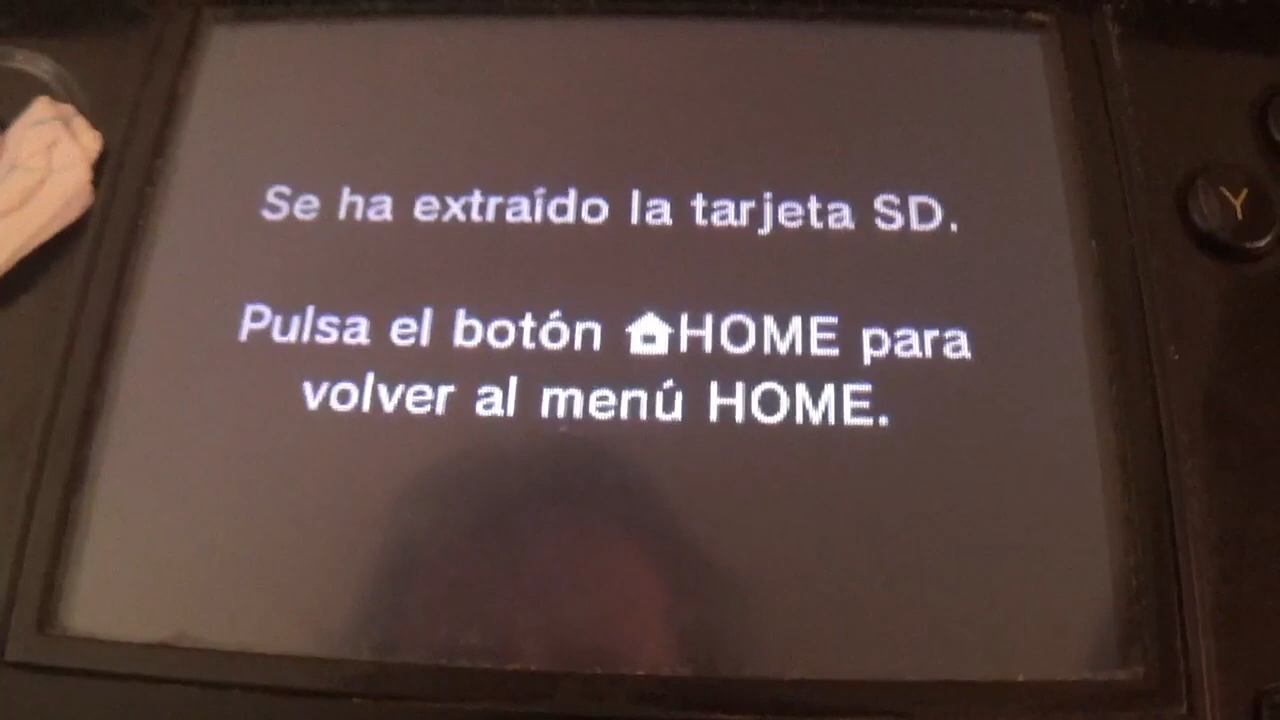 Se ha extraído la tarjeta SD.
Pulsa el botón HOME para
volver al menú HOME.
Y